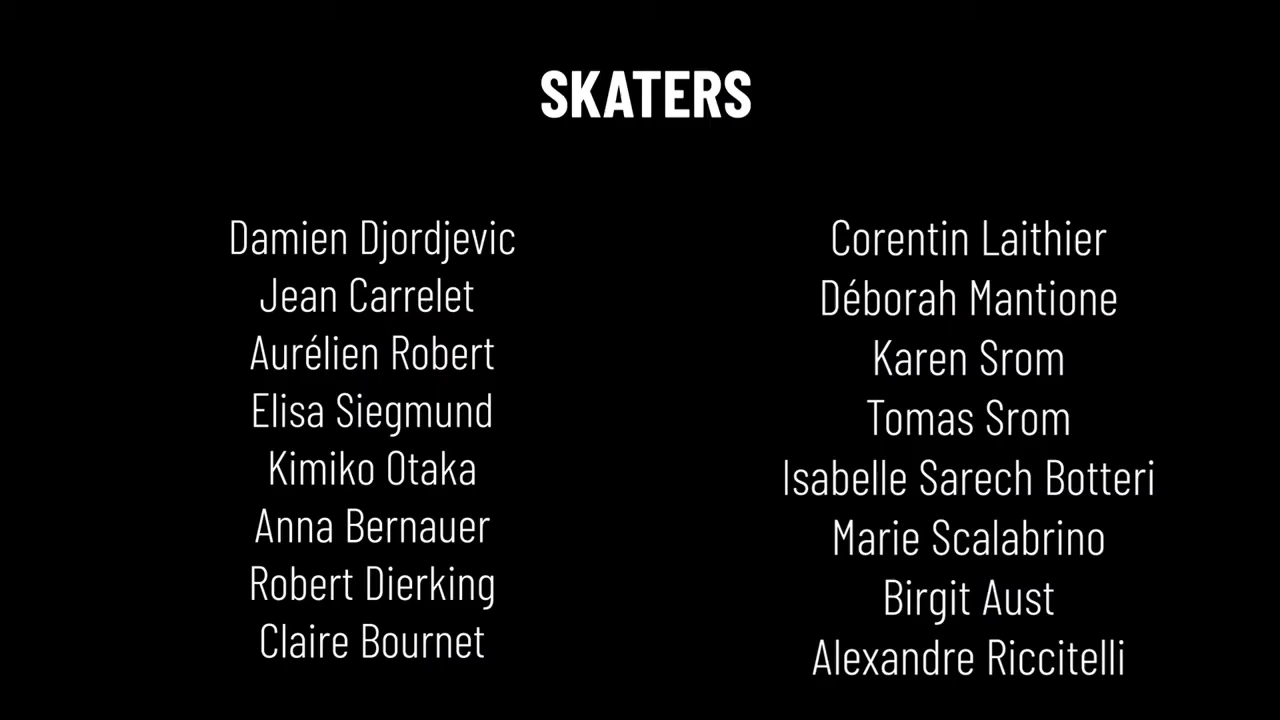 SKATERS
Damien Djordjevic
Jean Carrelet
Aurélien Robert
Elisa Siegmund
Kimiko Otaka
Anna Bernauer
Robert Dierking
Claire Bournet
Corentin Laithier
Déborah Mantione
Karen Srom
Tomas Srom
Isabelle Sarech Botteri
Marie Scalabrino
Birgit Aust
Alexandre Riccitelli